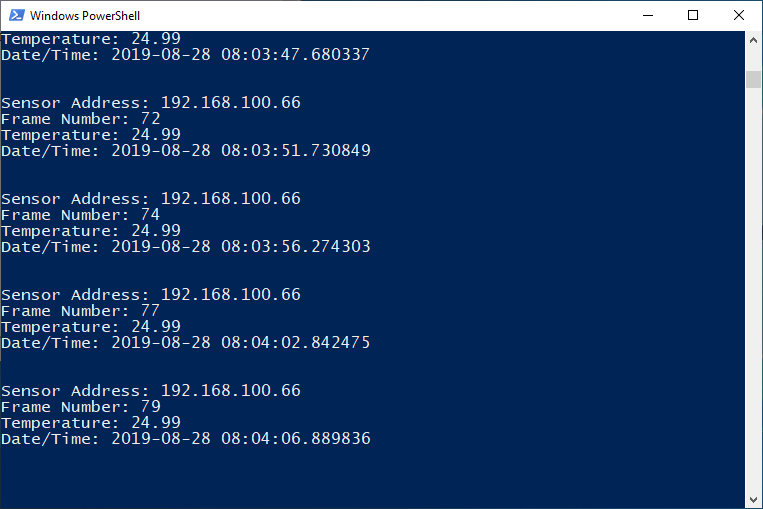 Windows PowerShell
Temperature: 24.99
Date/Time: 2019-08-28 08:03:47.680337
Sensor Address: 192.168.100.66
Frame Number: 72
Temperature: 24.99
Date/Time: 2019-08-28 08:03:51.730849
Sensor Address: 192.168.100.66
Frame Number: 74
Temperature: 24.99
Date/Time: 2019-08-28 08:03:56.274303
Sensor Address: 192.168.100.66
Frame Number: 77
Temperature: 24.99
Date/Time: 2019-08-28 08:04:02.842475
Sensor Address: 192.168.100.66
Frame Number: 79
Temperature: 24.99
Date/Time: 2019-08-28 08:04:06.889836